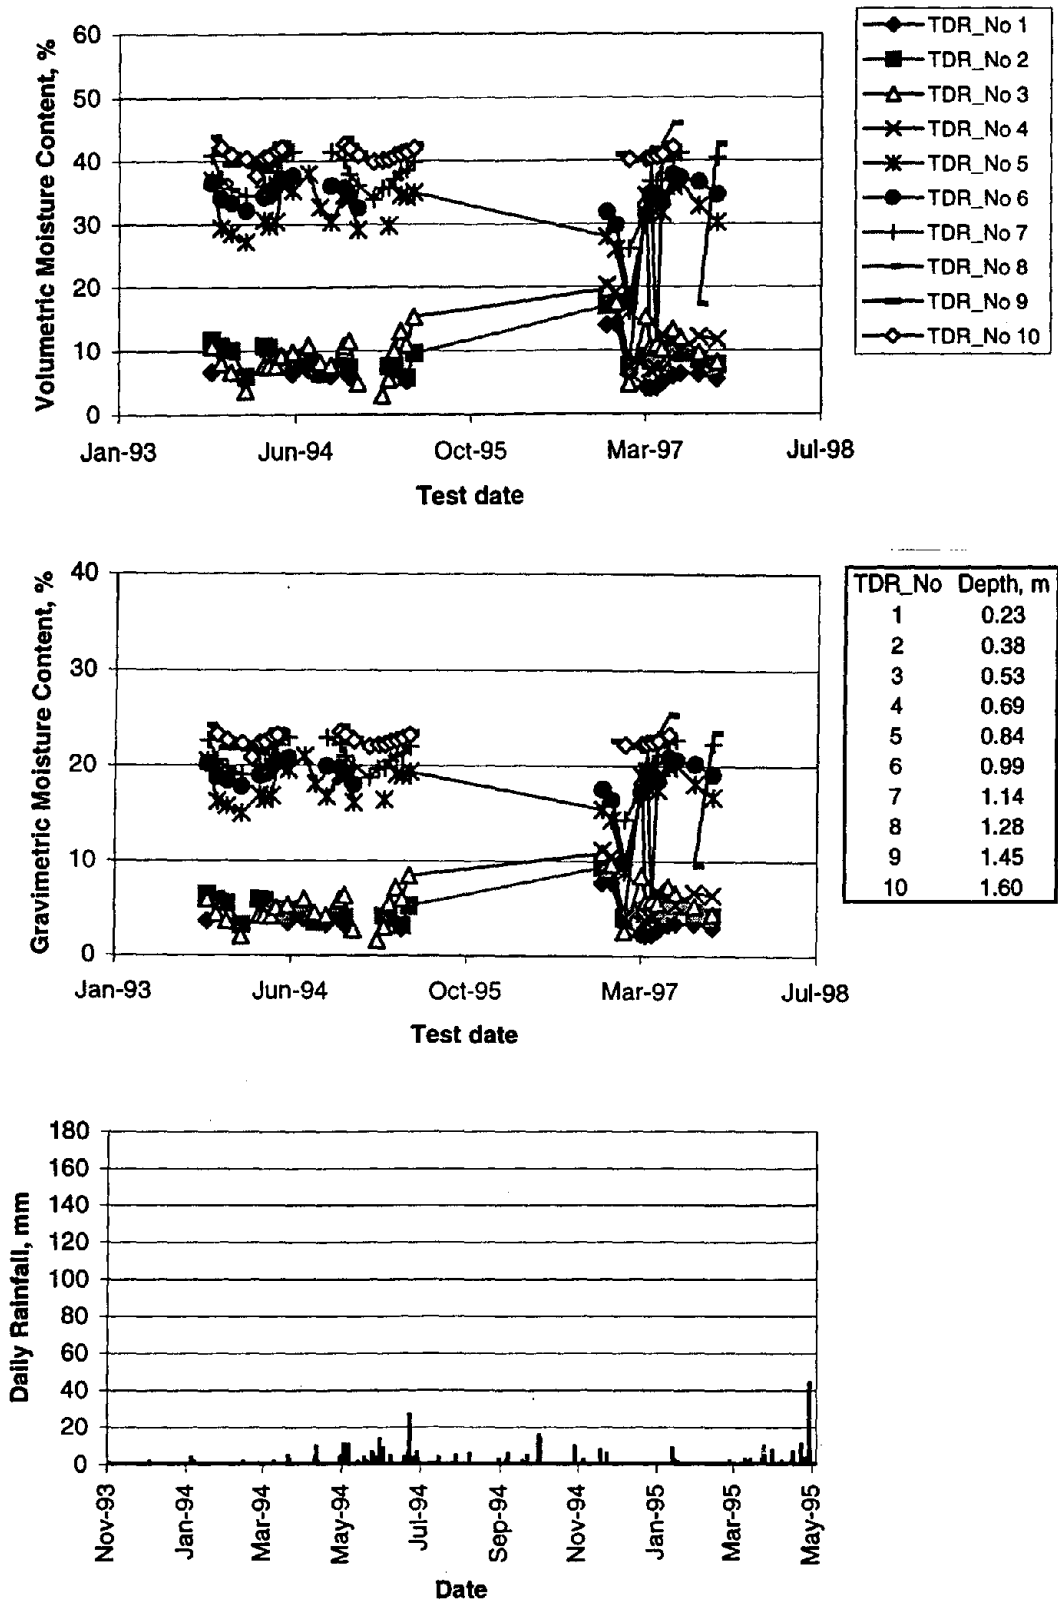 Volumetric Moisture Content, %
60
50
40
30
20
10
0
Jan-93 Jun-94 Oct-95 Mar-97 Jul-98
Test date
TDR_No 1
TDR_No 2
TDR_No 3
TDR_No 4
TDR_No 5
TDR_No 6
TDR_No 7
TDR_No 8
TDR_No 9
TDR_No 10
Gravimetric Moisture Content, %
40
30
20
10
0
Jan-93 Jun-94 Oct-95 Mar-97 Jul-98
Test date
TDR_No Depth, m
1 0.23
2 0.38
3 0.53
4 0.69
5 0.84
6 0.99
7 1.14
8 1.28
9 1.45
10 1.60
Daily Rainfall, mm
180
160
140
120
100
80
60
40
20
0
Nov-93 Jan-94 Mar-94 May-94 Jul-94 Sep-94 Nov-94 Jan-95 Mar-95 May-95
Date